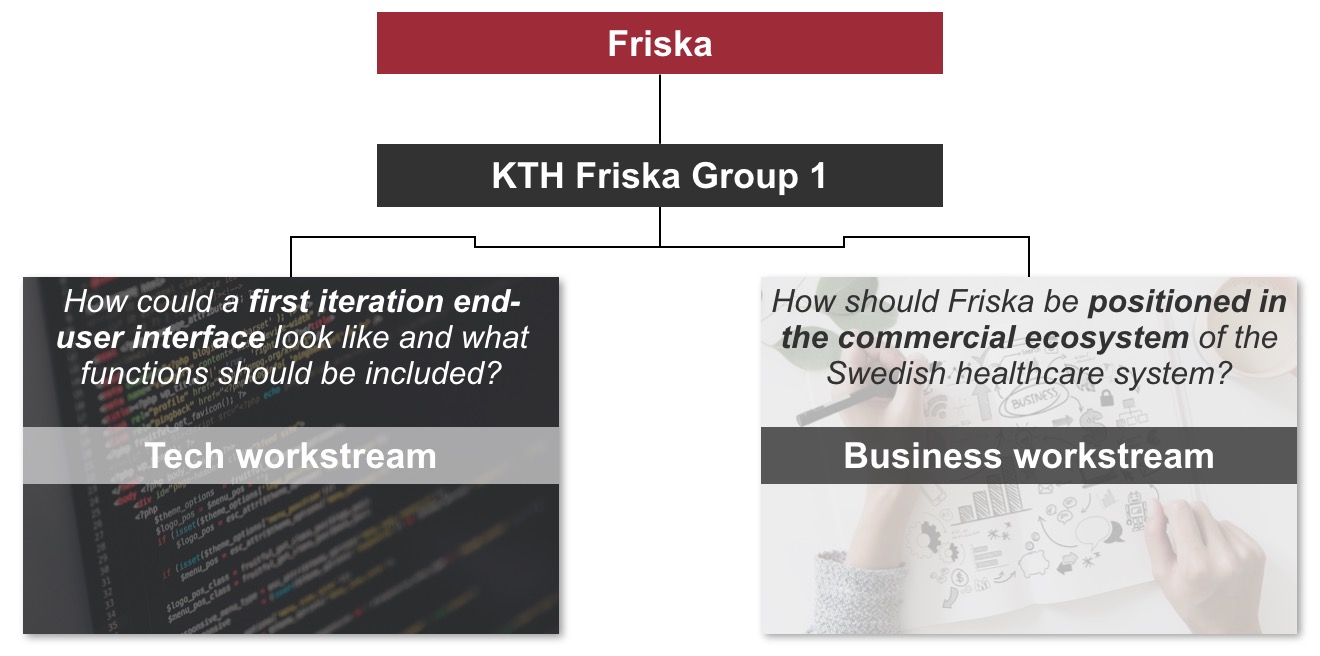 Friska
KTH Friska Group 1
How could a first iteration end-
user interface look like and what
functions should be included?
Tech workstream
How should Friska be positioned in
the commercial ecosystem of the
Swedish healthcare system?
Business workstream
BUSINESS